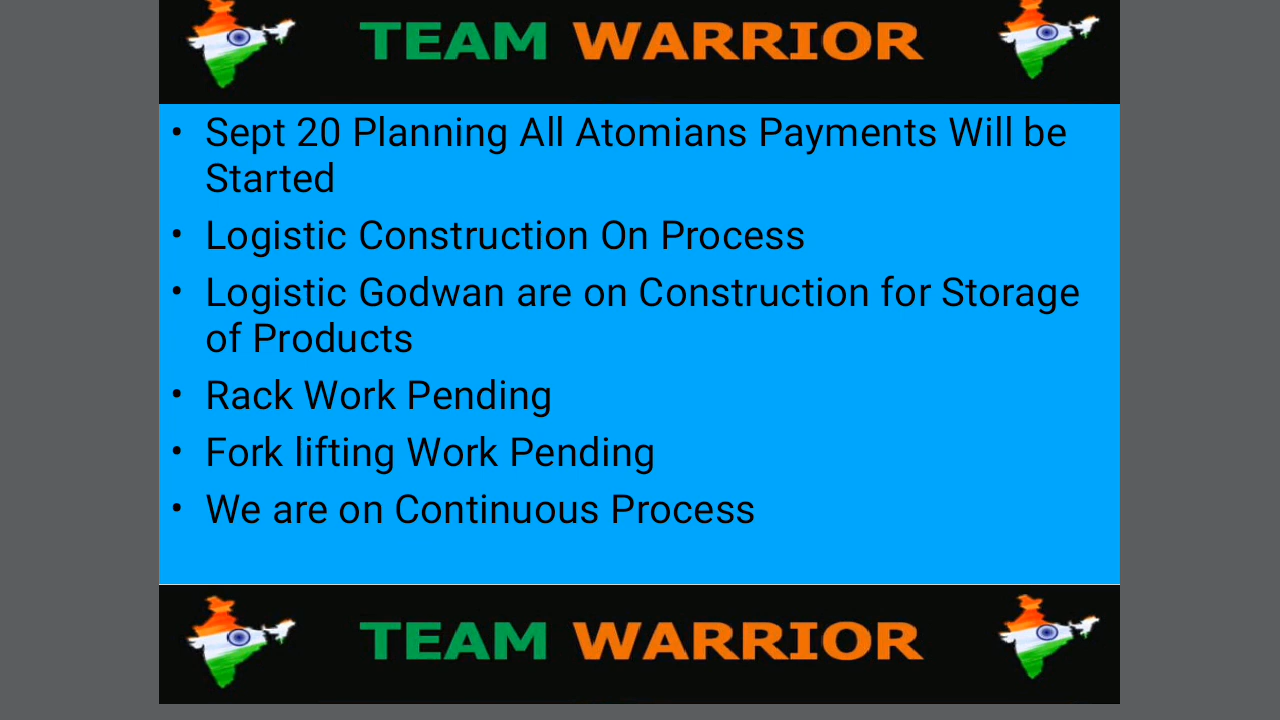 TEAM WARRIOR
• Sept 20 Planning All Atomians Payments Will be
Started
• Logistic Construction On Process
• Logistic Godwan are on Construction for Storage
of Products
• Rack Work Pending
• Fork lifting Work Pending
• We are on Continuous Process
TEAM WARRIOR